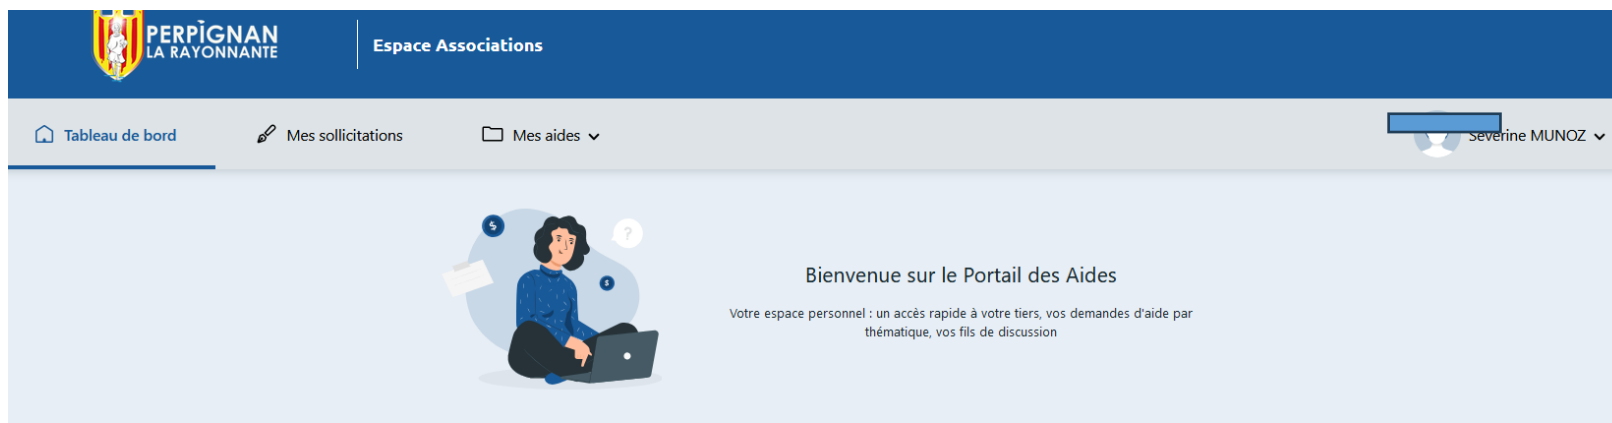 PERPIGNAN
LA RAYONNANTE
Espace Associations
Tableau de bord
Mes sollicitations
Mes aides
Séverine MUNOZ
Bienvenue sur le Portail des Aides
Votre espace personnel : un accès rapide à votre tiers, vos demandes d'aide par
thématique, vos fils de discussion